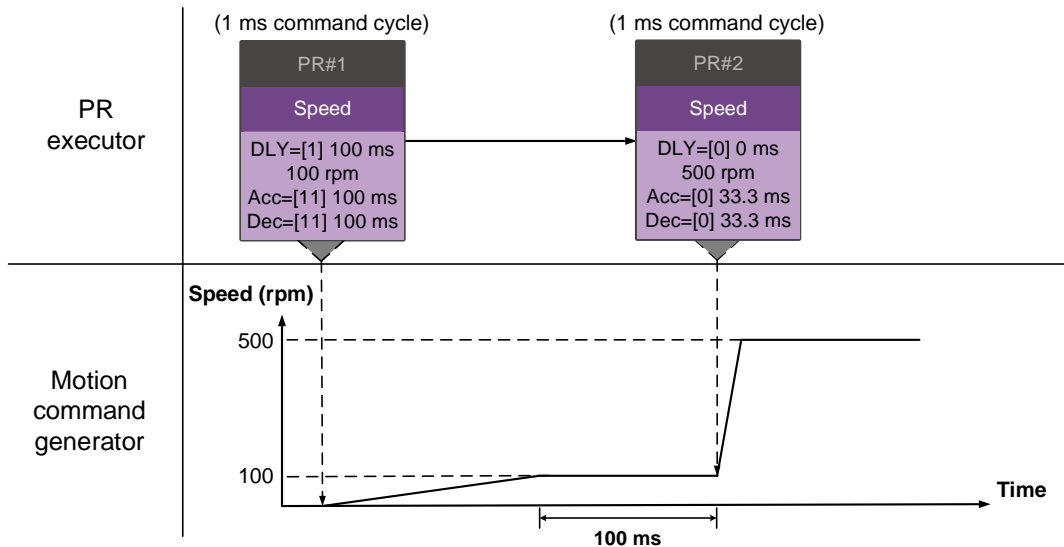 (1 ms command cycle)
(1 ms command cycle)
PR
executor
PR#1
Speed
DLY=[1] 100 ms
100 rpm
Acc=[11] 100 ms
Dec=[11] 100 ms
PR#2
Speed
DLY=[0] 0 ms
500 rpm
Acc=[0] 33.3 ms
Dec=[0] 33.3 ms
Motion
command
generator
Speed (rpm)
500
100
Time
100 ms